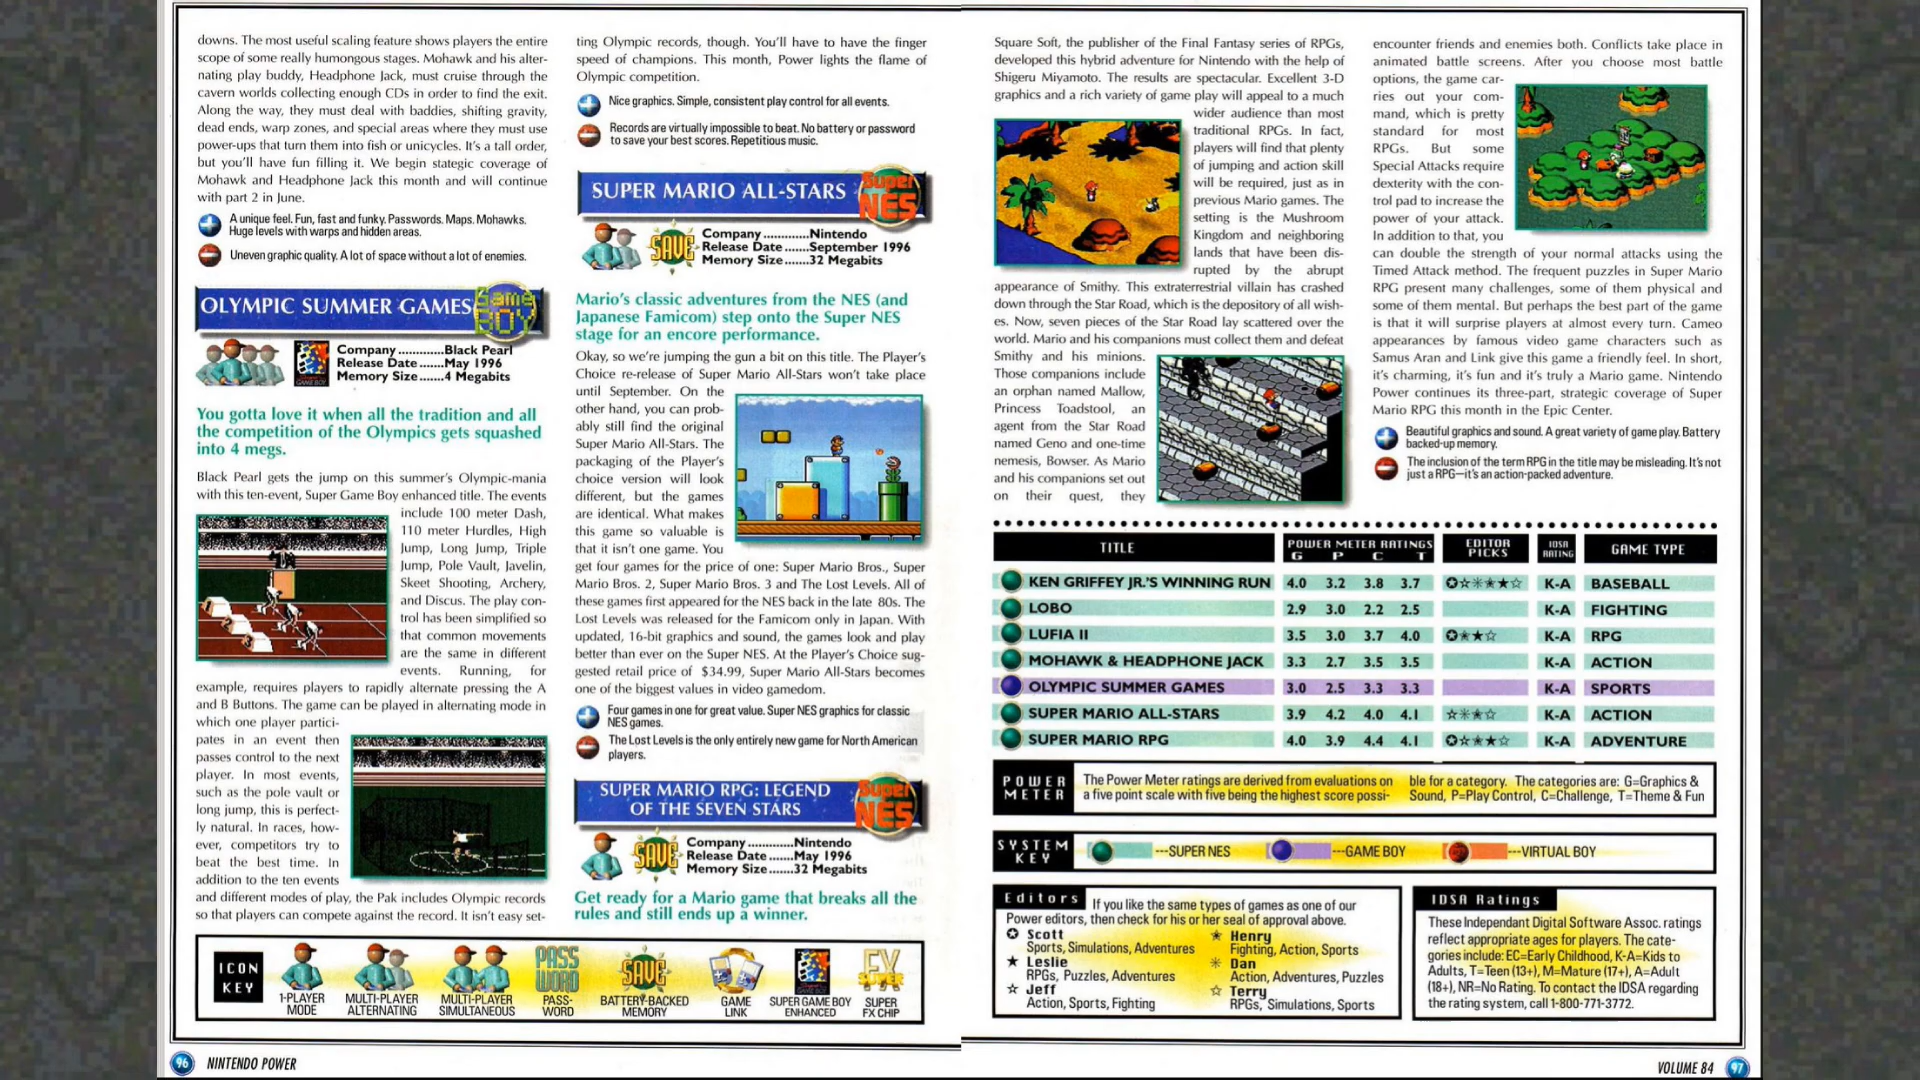 downs. The most useful scaling feature shows players the entire
scope of some really humongous stages. Mohawk and his alter-
nating play buddy, Headphone Jack, must cruise through the
cavern worlds collecting enough CDs in order to find the exit.
Along the way, they must deal with baddies, shifting gravity,
dead ends, warp zones, and special areas where they must use
power-ups that turn them into fish or unicycles. It's a tall order,
but you'll have fun filling it. We begin stategic coverage of
Mohawk and Headphone Jack this month and will continue
with part 2 in June.
A unique feel. Fun, fast and funky. Passwords. Maps. Mohawks.
Huge levels with warps and hidden areas.
Uneven graphic quality. A lot of space without a lot of enemies.
OLYMPIC SUMMER GAMES
Game
BOY
Company .............Black Pearl
Release Date .......May 1996
Memory Size.......4 Megabits
You gotta love it when all the tradition and all
the competition of the Olympics gets squashed
into 4 megs.
Black Pearl gets the jump on this summer's Olympic-mania
with this ten-event, Super Game Boy enhanced title. The events
include 100 meter Dash,
110 meter Hurdles, High
Jump, Long Jump, Triple
Jump, Pole Vault, Javelin,
Skeet Shooting, Archery,
and Discus. The play con-
trol has been simplified so
that common movements
are the same in different
events. Running, for
example, requires players to rapidly alternate pressing the A
and B Buttons. The game can be played in alternating mode in
which one player partici-
pates in an event then
passes control to the next
player. In most events,
such as the pole vault or
long jump, this is perfect-
ly natural. In races, how-
ever, competitors try to
beat the best time. In
addition to the ten events
and different modes of play, the Pak includes Olympic records
so that players can compete against the record. It isn't easy set-
ting Olympic records, though. You'll have to have the finger
speed of champions. This month, Power lights the flame of
Olympic competition.
Nice graphics. Simple, consistent play control for all events.
Records are virtually impossible to beat. No battery or password
to save your best scores. Repetitious music.
SUPER MARIO ALL-STARS
Super
NES
SAVE
Company .............Nintendo
Release Date .......September 1996
Memory Size.......32 Megabits
Mario's classic adventures from the NES (and
Japanese Famicom) step onto the Super NES
stage for an encore performance.
Okay, so we're jumping the gun a bit on this title. The Player's
Choice re-release of Super Mario All-Stars won't take place
until September. On the
other hand, you can prob-
ably still find the original
Super Mario All-Stars. The
packaging of the Player's
choice version will look
different, but the games
are identical. What makes
this game so valuable is
that it isn't one game. You
get four games for the price of one: Super Mario Bros., Super
Mario Bros. 2, Super Mario Bros. 3 and The Lost Levels. All of
these games first appeared for the NES back in the late 80s. The
Lost Levels was released for the Famicom only in Japan. With
updated, 16-bit graphics and sound, the games look and play
better than ever on the Super NES. At the Player's Choice sug-
gested retail price of $34.99, Super Mario All-Stars becomes
one of the biggest values in video gamedom.
Four games in one for great value. Super NES graphics for classic
NES games.
The Lost Levels is the only entirely new game for North American
players.
SUPER MARIO RPG: LEGEND
OF THE SEVEN STARS
Super
NES
SAVE
Company .............Nintendo
Release Date .......May 1996
Memory Size.......32 Megabits
Get ready for a Mario game that breaks all the
rules and still ends up a winner.
ICON
KEY
1-PLAYER
MODE
MULTI-PLAYER
ALTERNATING
MULTI-PLAYER
SIMULTANEOUS
PASS
WORD
PASS-
WORD
SAVE
BATTERY-BACKED
MEMORY
GAME
LINK
SUPER GAME BOY
ENHANCED
FX
SUPER
SUPER
FX CHIP
96 NINTENDO POWER
Square Soft, the publisher of the Final Fantasy series of RPGs,
developed this hybrid adventure for Nintendo with the help of
Shigeru Miyamoto. The results are spectacular. Excellent 3-D
graphics and a rich variety of game play will appeal to a much
wider audience than most
traditional RPGs. In fact,
players will find that plenty
of jumping and action skill
will be required, just as in
previous Mario games. The
setting is the Mushroom
Kingdom and neighboring
lands that have been dis-
rupted by the abrupt
appearance of Smithy. This extraterrestrial villain has crashed
down through the Star Road, which is the depository of all wish-
es. Now, seven pieces of the Star Road lay scattered over the
world. Mario and his companions must collect them and defeat
Smithy and his minions.
Those companions include
an orphan named Mallow,
Princess Toadstool, an
agent from the Star Road
named Geno and one-time
nemesis, Bowser. As Mario
and his companions set out
on their quest, they
encounter friends and enemies both. Conflicts take place in
animated battle screens. After you choose most battle
options, the game car-
ries out your com-
mand, which is pretty
standard for most
RPGs. But some
Special Attacks require
dexterity with the con-
trol pad to increase the
power of your attack.
In addition to that, you
can double the strength of your normal attacks using the
Timed Attack method. The frequent puzzles in Super Mario
RPG present many challenges, some of them physical and
some of them mental. But perhaps the best part of the game
is that it will surprise players at almost every turn. Cameo
appearances by famous video game characters such as
Samus Aran and Link give this game a friendly feel. In short,
it's charming, it's fun and it's truly a Mario game. Nintendo
Power continues its three-part, strategic coverage of Super
Mario RPG this month in the Epic Center.
Beautiful graphics and sound. A great variety of game play. Battery
backed-up memory.
The inclusion of the term RPG in the title may be misleading. It's not
just a RPG—it's an action-packed adventure.
TITLE POWER METER RATINGS G P C T EDITOR PICKS IDSA RATING GAME TYPE
KEN GRIFFEY JR.'S WINNING RUN 4.0 3.2 3.8 3.7 K-A BASEBALL
LOBO 2.9 3.0 2.2 2.5 K-A FIGHTING
LUFIA II 3.5 3.0 3.7 4.0 K-A RPG
MOHAWK & HEADPHONE JACK 3.3 2.7 3.5 3.5 K-A ACTION
OLYMPIC SUMMER GAMES 3.0 2.5 3.3 3.3 K-A SPORTS
SUPER MARIO ALL-STARS 3.9 4.2 4.0 4.1 K-A ACTION
SUPER MARIO RPG 4.0 3.9 4.4 4.1 K-A ADVENTURE
POWER
METER
The Power Meter ratings are derived from evaluations on
a five point scale with five being the highest score possi-
ble for a category. The categories are: G=Graphics &
Sound, P=Play Control, C=Challenge, T=Theme & Fun
SYSTEM
KEY
---SUPER NES ---GAME BOY ---VIRTUAL BOY
Editors
If you like the same types of games as one of our
Power editors, then check for his or her seal of approval above.
Scott
Sports, Simulations, Adventures
Leslie
RPGs, Puzzles, Adventures
Jeff
Action, Sports, Fighting
Henry
Fighting, Action, Sports
Dan
Action, Adventures, Puzzles
Terry
RPGs, Simulations, Sports
IDSA Ratings
These Independant Digital Software Assoc. ratings
reflect appropriate ages for players. The cate-
gories include: EC=Early Childhood, K-A=Kids to
Adults, T=Teen (13+), M=Mature (17+), A=Adult
(18+), NR=No Rating. To contact the IDSA regarding
the rating system, call 1-800-771-3772.
VOLUME 84 97